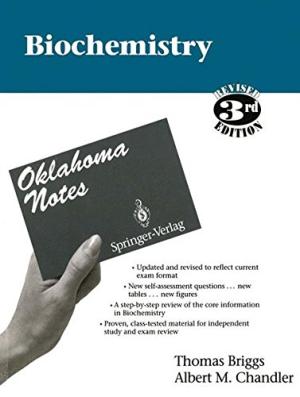 Biochemistry
REVISED
3rd
EDITION
Oklahoma
Notes
Springer-Verlag
• Updated and revised to reflect current
exam format
• New self-assessment questions . . . new
tables . . . new figures
• A step-by-step review of the core information
in Biochemistry
• Proven, class-tested material for independent
study and exam review
Thomas Briggs
Albert M. Chandler